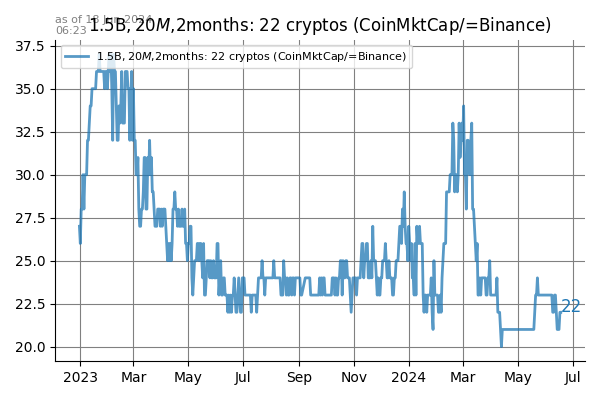 as of 13 Jun 2024
06:23
1.5B, 20M,2months: 22 cryptos (CoinMktCap/=Binance)
1.5B, 20M,2months: 22 cryptos (CoinMktCap/=Binance)
37.5
35.0
32.5
30.0
27.5
25.0
22.5
20.0
22
2023 Mar May Jul Sep Nov 2024 Mar May Jul